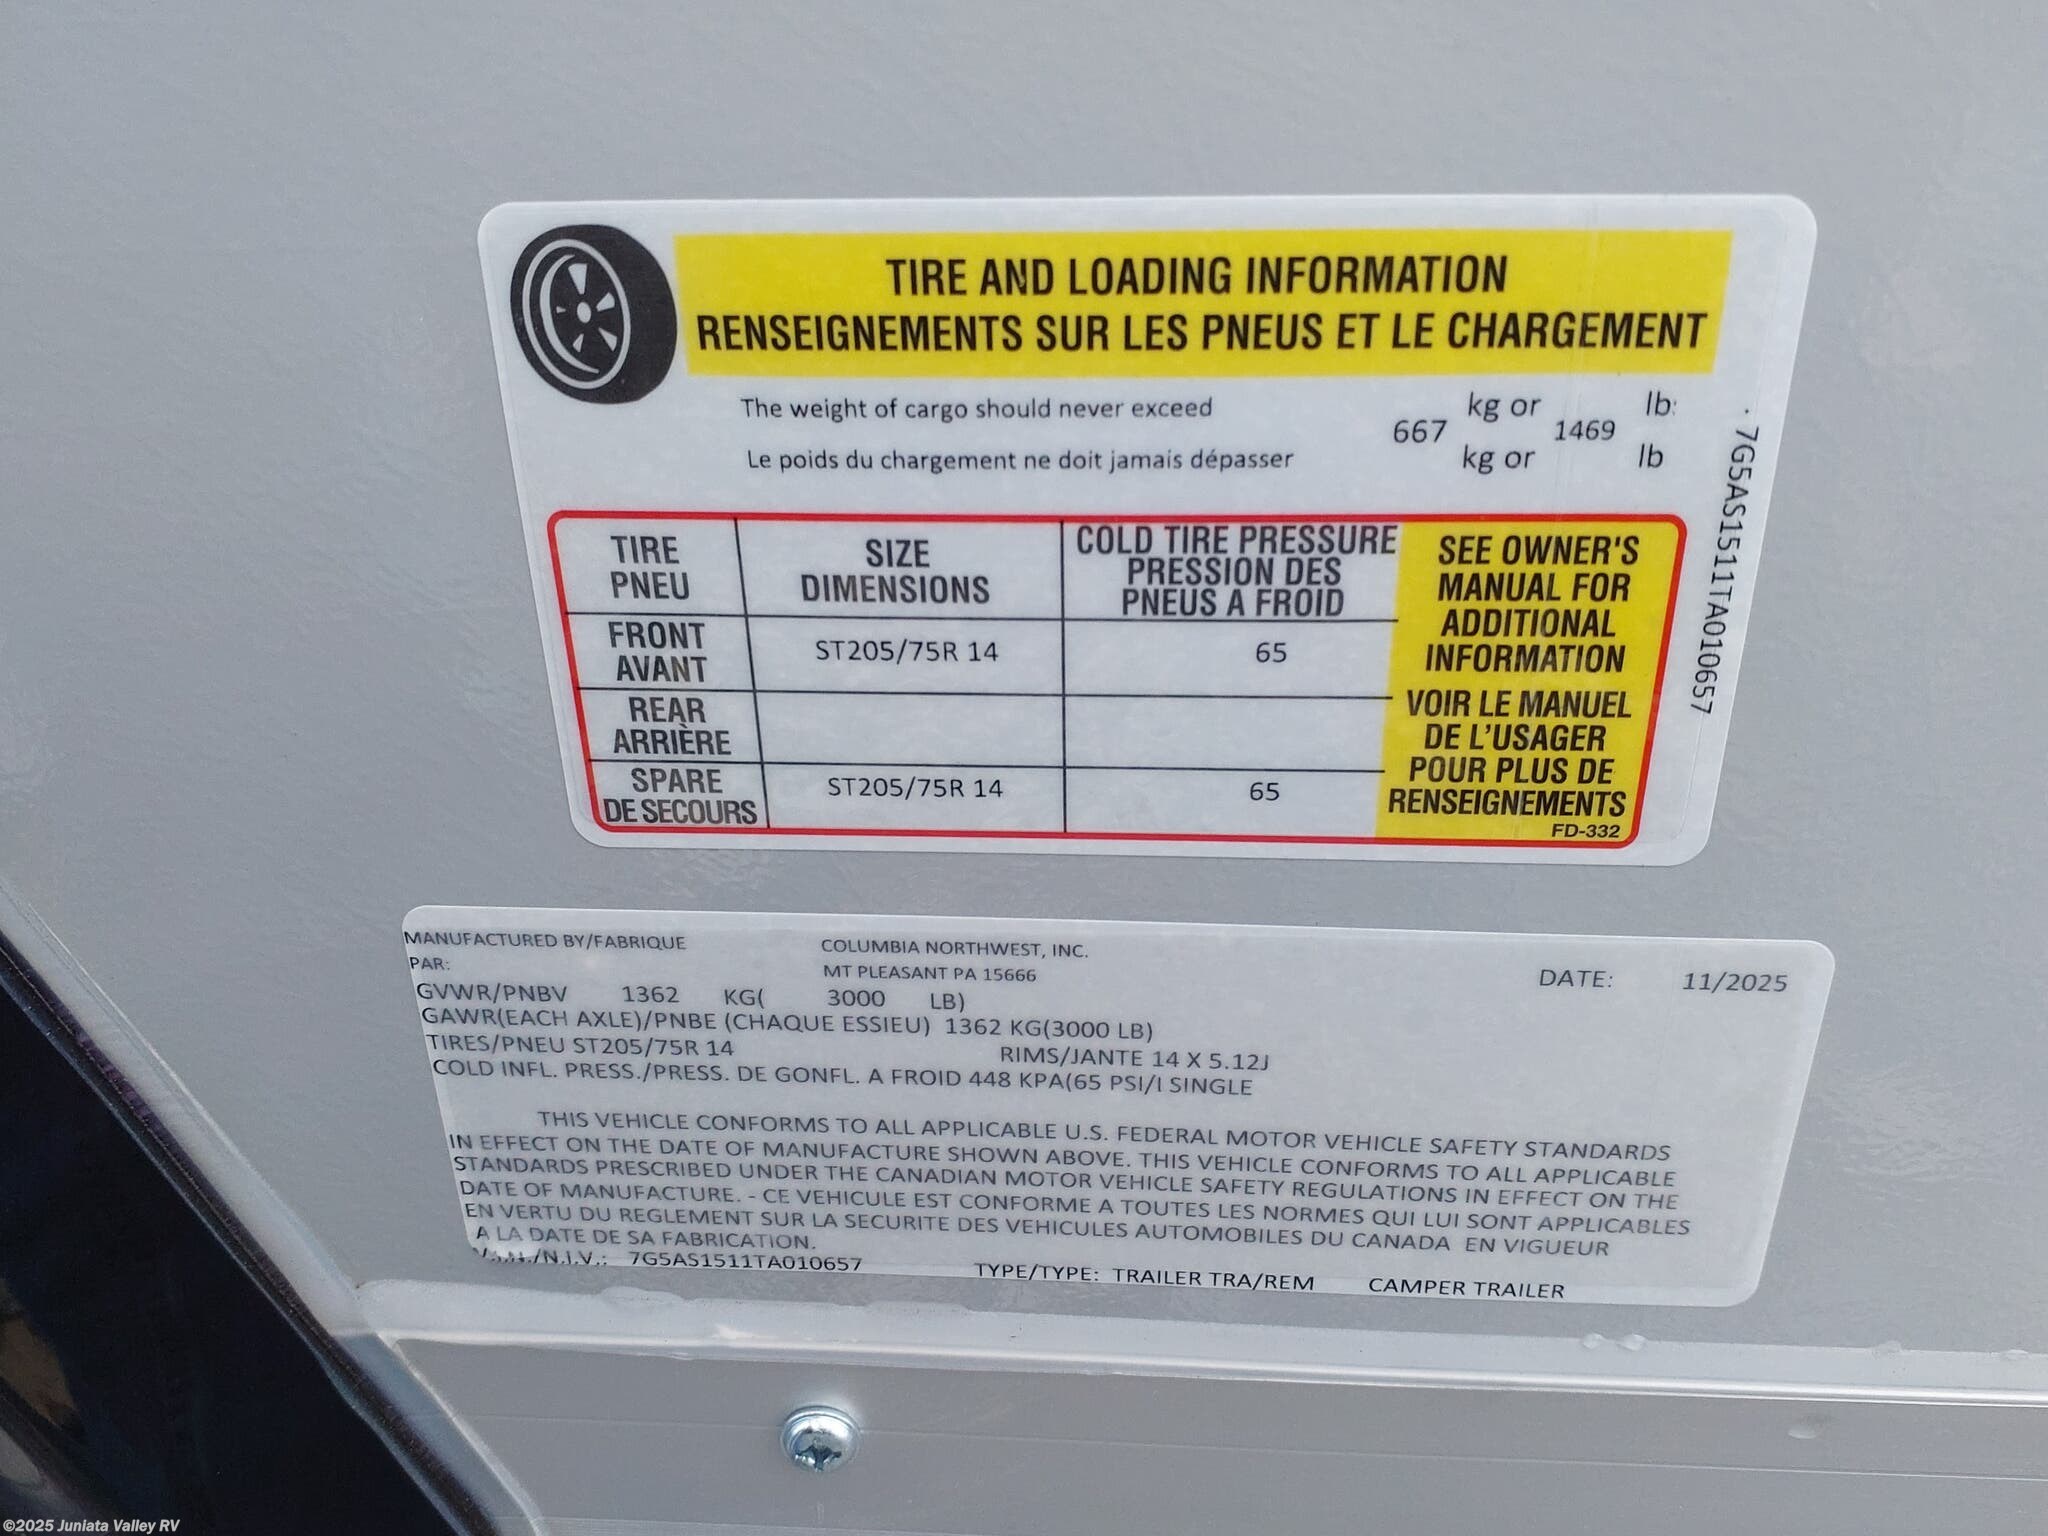 TIRE AND LOADING INFORMATION
RENSEIGNEMENTS SUR LES PNEUS ET LE CHARGEMENT
The weight of cargo should never exceed 667 kg or 1469 lb:
Le poids du chargement ne doit jamais dépasser kg or lb
TIRE PNEU
SIZE DIMENSIONS
COLD TIRE PRESSURE PRESSION DES PNEUS A FROID
FRONT AVANT
ST205/75R 14
65
REAR ARRIÈRE
SPARE DE SECOURS
ST205/75R 14
65
SEE OWNER'S
MANUAL FOR
ADDITIONAL
INFORMATION
VOIR LE MANUEL
DE L'USAGER
POUR PLUS DE
RENSEIGNEMENTS
FD-332
. 7G5AS1511TA010657
MANUFACTURED BY/FABRIQUE COLUMBIA NORTHWEST, INC.
PAR: MT PLEASANT PA 15666 DATE: 11/2025
GVWR/PNBV 1362 KG( 3000 LB)
GAWR(EACH AXLE)/PNBE (CHAQUE ESSIEU) 1362 KG(3000 LB)
TIRES/PNEU ST205/75R 14 RIMS/JANTE 14 X 5.12J
COLD INFL. PRESS./PRESS. DE GONFL. A FROID 448 KPA(65 PSI/I SINGLE
THIS VEHICLE CONFORMS TO ALL APPLICABLE U.S. FEDERAL MOTOR VEHICLE SAFETY STANDARDS
IN EFFECT ON THE DATE OF MANUFACTURE SHOWN ABOVE. THIS VEHICLE CONFORMS TO ALL APPLICABLE
STANDARDS PRESCRIBED UNDER THE CANADIAN MOTOR VEHICLE SAFETY REGULATIONS IN EFFECT ON THE
DATE OF MANUFACTURE. - CE VEHICULE EST CONFORME A TOUTES LES NORMES QUI LUI SONT APPLICABLES
EN VERTU DU REGLEMENT SUR LA SECURITE DES VEHICULES AUTOMOBILES DU CANADA EN VIGUEUR
A LA DATE DE SA FABRICATION.
V.I.N./N.I.V.: 7G5AS1511TA010657 TYPE/TYPE: TRAILER TRA/REM CAMPER TRAILER
©2025 Juniata Valley RV